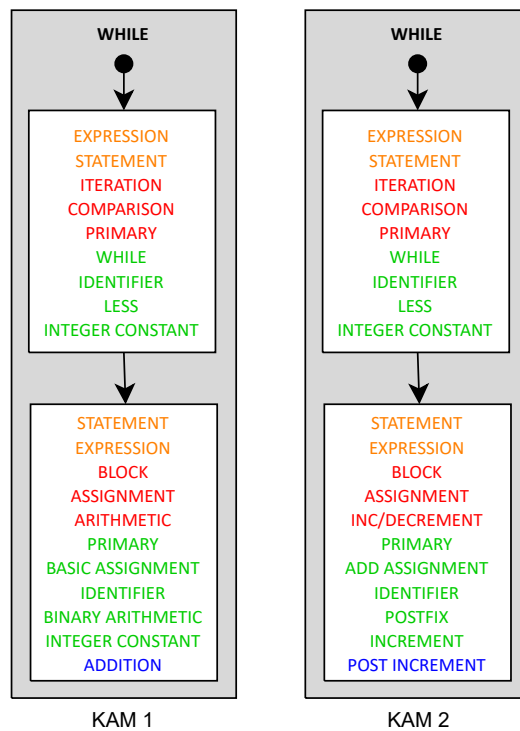 WHILE
EXPRESSION
STATEMENT
ITERATION
COMPARISON
PRIMARY
WHILE
IDENTIFIER
LESS
INTEGER CONSTANT
STATEMENT
EXPRESSION
BLOCK
ASSIGNMENT
ARITHMETIC
PRIMARY
BASIC ASSIGNMENT
IDENTIFIER
BINARY ARITHMETIC
INTEGER CONSTANT
ADDITION
KAM 1
WHILE
EXPRESSION
STATEMENT
ITERATION
COMPARISON
PRIMARY
WHILE
IDENTIFIER
LESS
INTEGER CONSTANT
STATEMENT
EXPRESSION
BLOCK
ASSIGNMENT
INC/DECREMENT
PRIMARY
ADD ASSIGNMENT
IDENTIFIER
POSTFIX
INCREMENT
POST INCREMENT
KAM 2